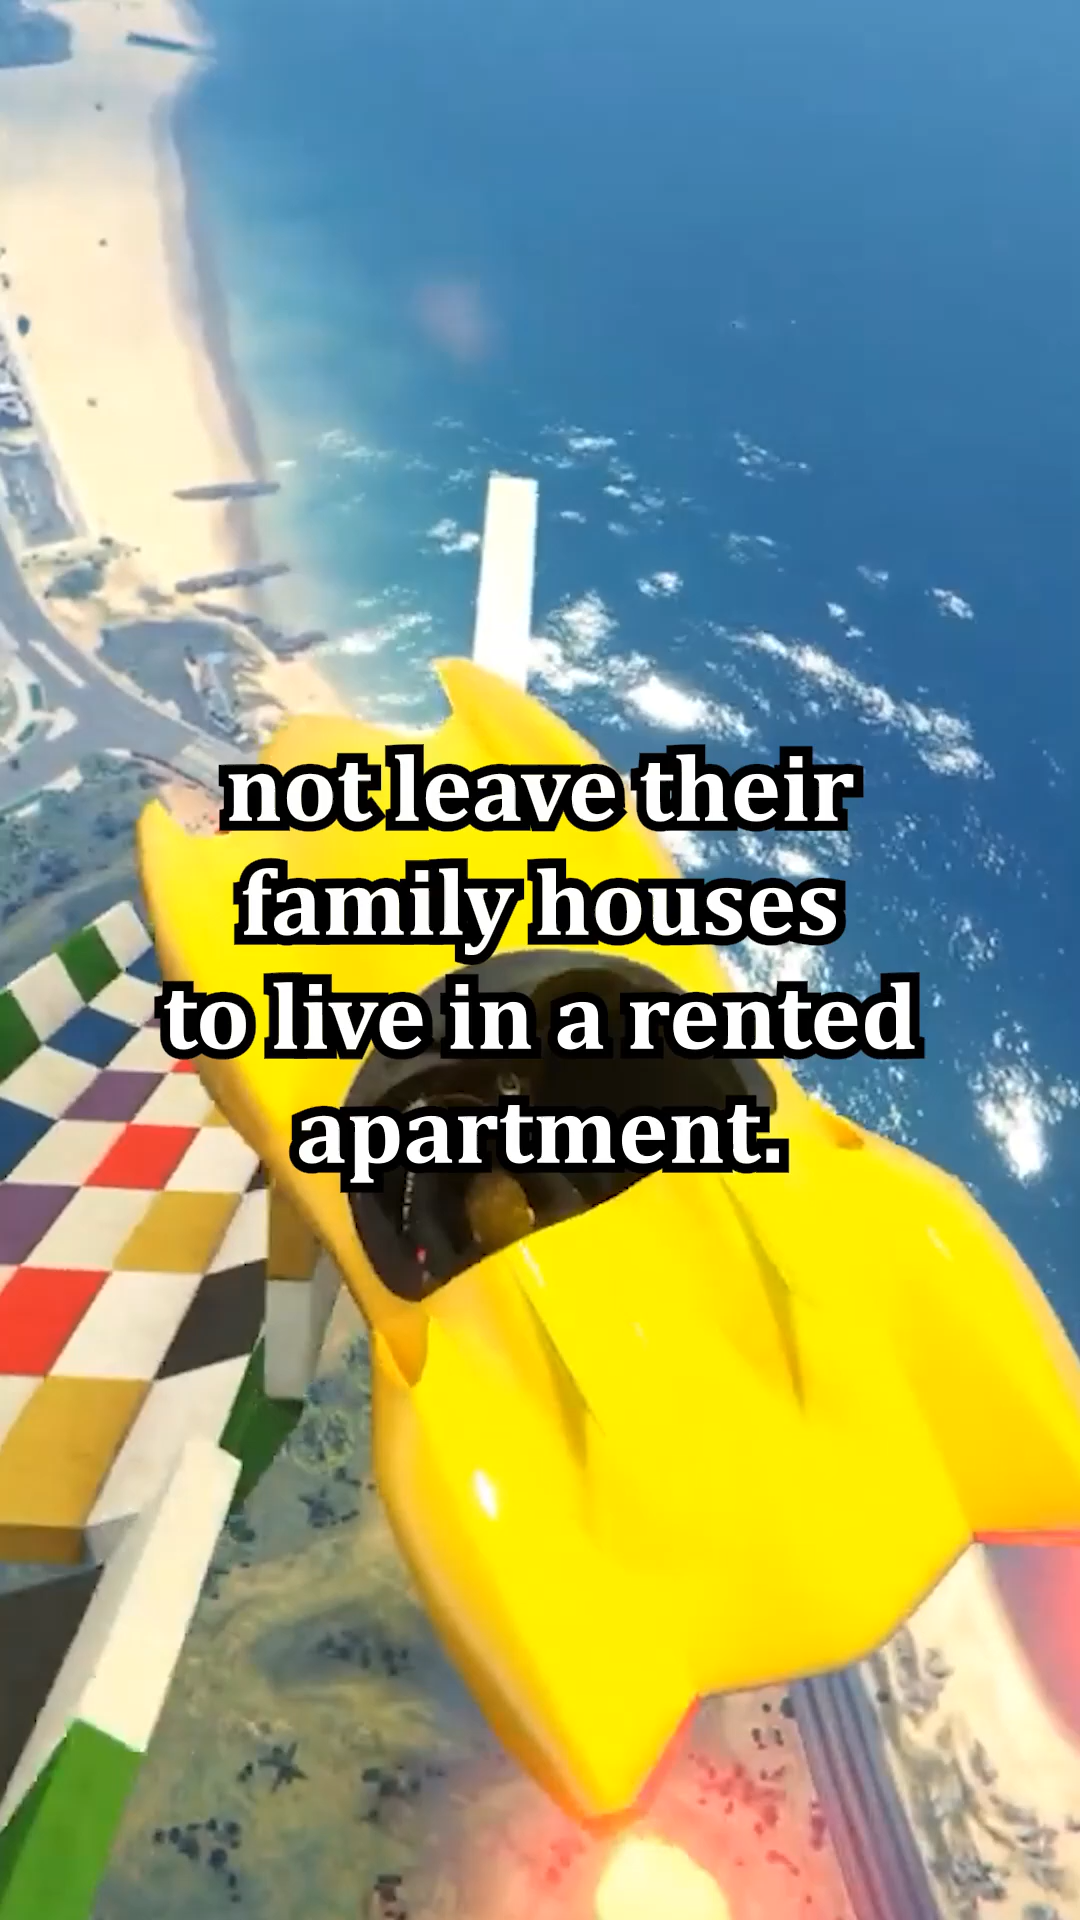 not leave their
family houses
to live in a rented
apartment.